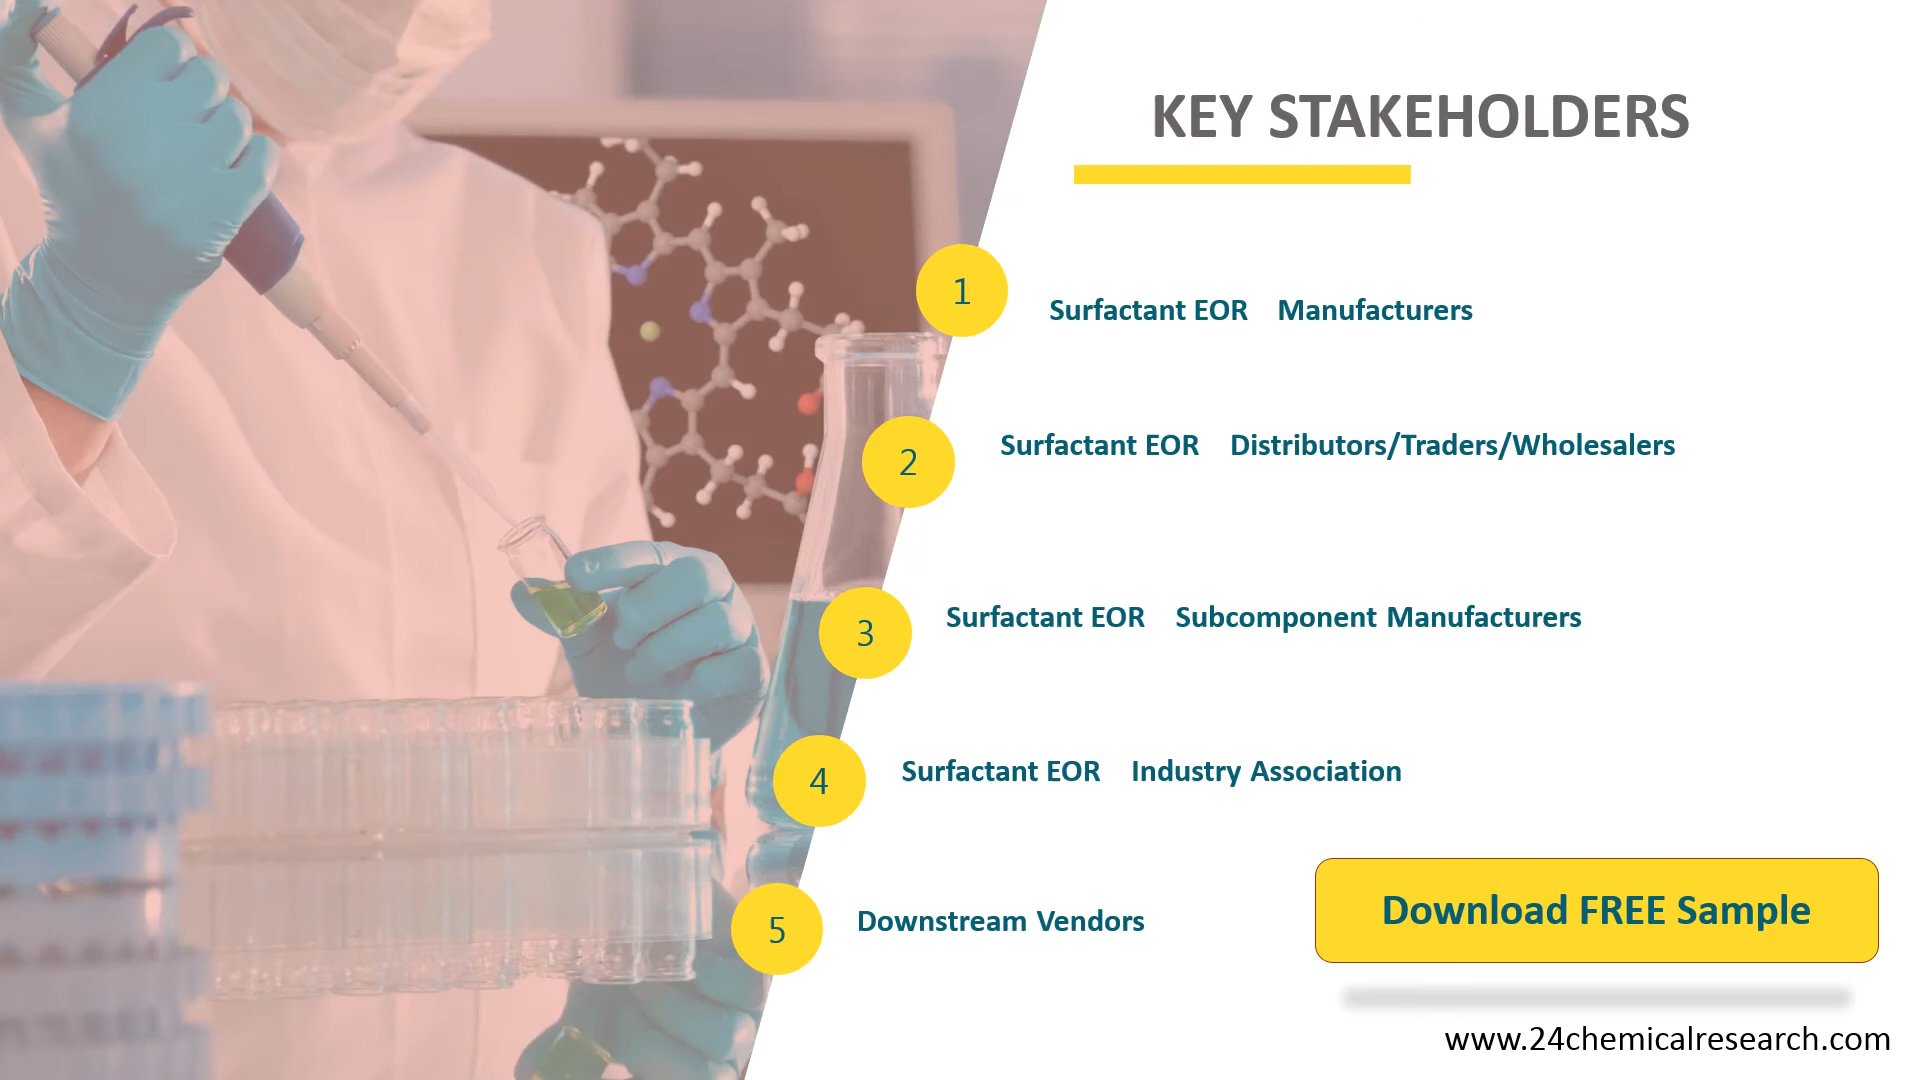 KEY STAKEHOLDERS
1
Surfactant EOR Manufacturers
2
Surfactant EOR Distributors/Traders/Wholesalers
3
Surfactant EOR Subcomponent Manufacturers
4
Surfactant EOR Industry Association
5
Downstream Vendors
Download FREE Sample
www.24chemicalresearch.com